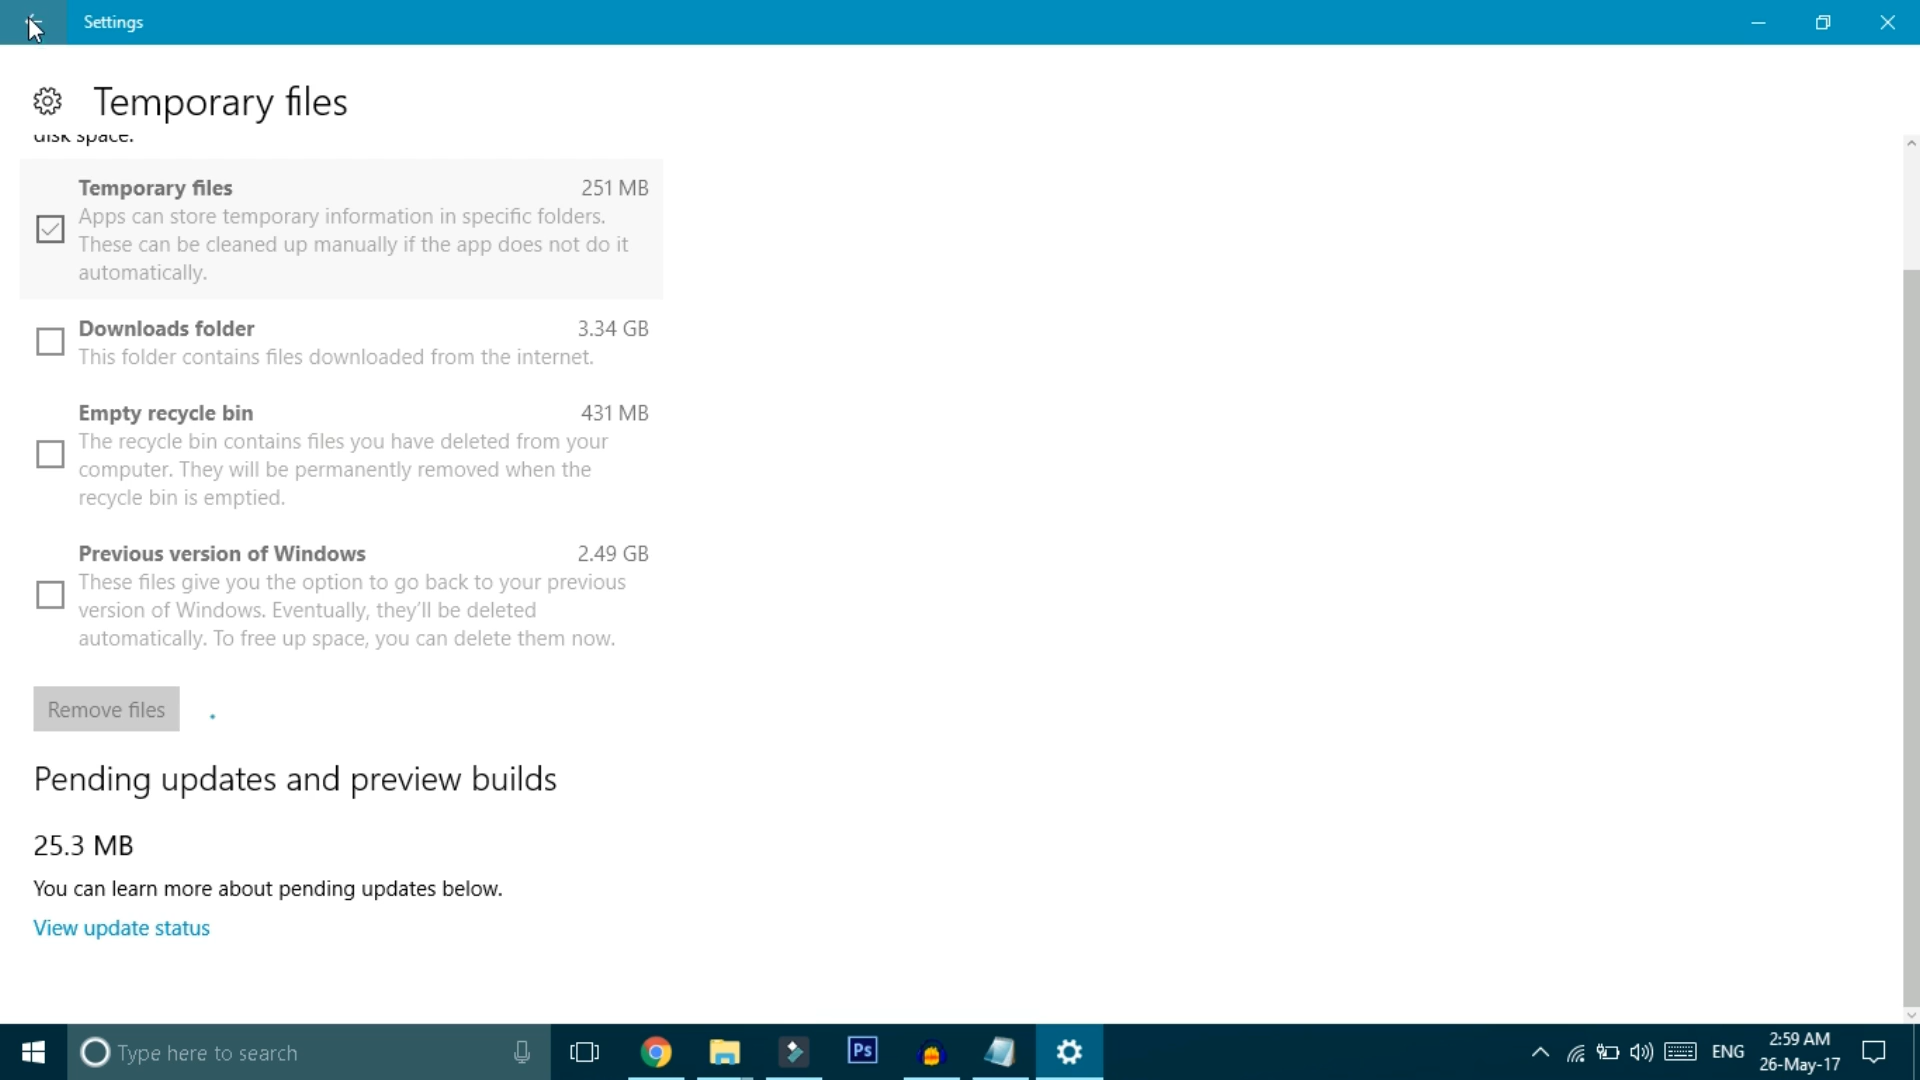 Settings
Temporary files
disk space.
Temporary files 251 MB
Apps can store temporary information in specific folders.
These can be cleaned up manually if the app does not do it
automatically.
Downloads folder 3.34 GB
This folder contains files downloaded from the internet.
Empty recycle bin 431 MB
The recycle bin contains files you have deleted from your
computer. They will be permanently removed when the
recycle bin is emptied.
Previous version of Windows 2.49 GB
These files give you the option to go back to your previous
version of Windows. Eventually, they'll be deleted
automatically. To free up space, you can delete them now.
Remove files
Pending updates and preview builds
25.3 MB
You can learn more about pending updates below.
View update status
Type here to search
Ps
ENG
2:59 AM
26-May-17